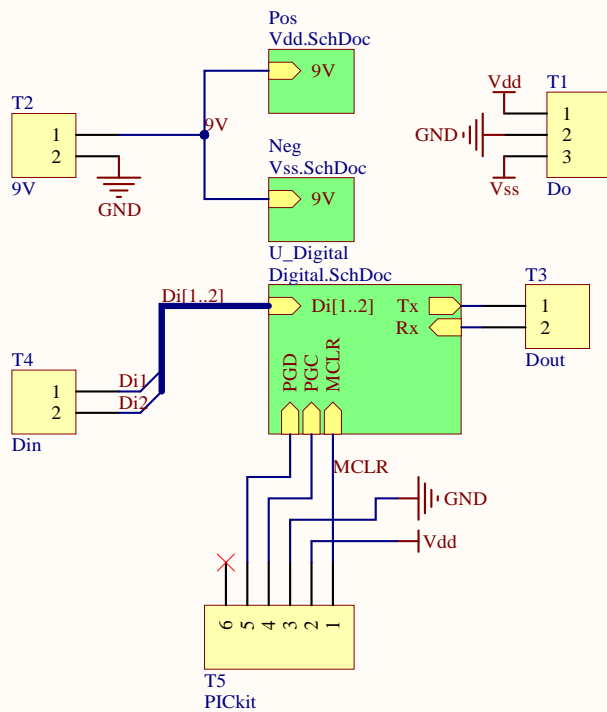 Pos
Vdd.SchDoc
9V
T2
1
2
9V
GND
9V
Neg
Vss.SchDoc
9V
T1
Vdd
1
GND
2
3
Vss
Do
U_Digital
Digital.SchDoc
Di[1..2]
Di[1..2]
Tx
Rx
PGD
PGC
MCLR
T3
1
2
Dout
T4
1
2
Di1
Di2
Din
MCLR
GND
Vdd
6
5
4
3
2
1
T5
PICkit